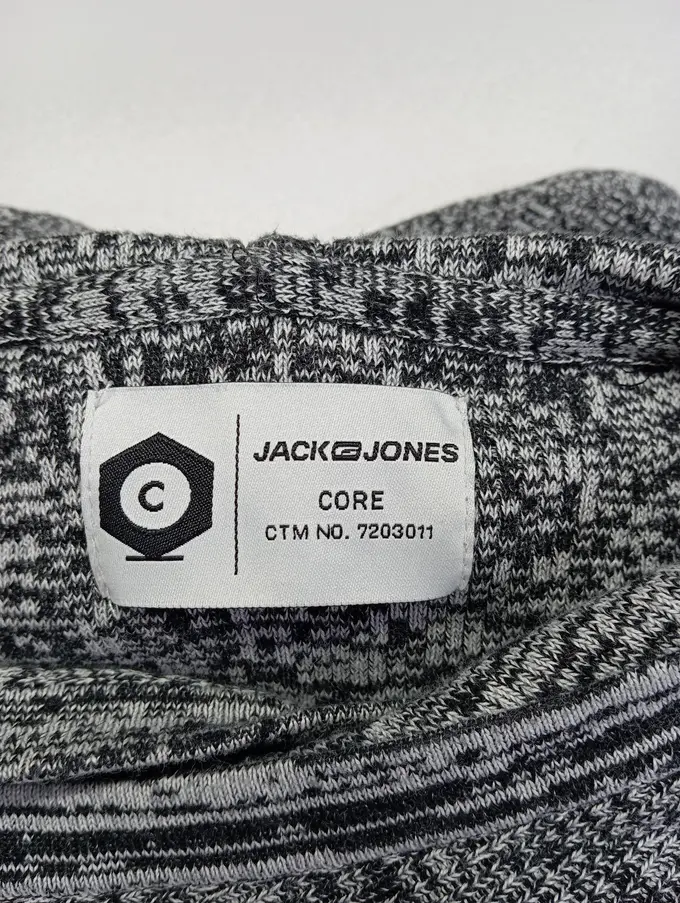 C
JACK&JONES
CORE
CTM NO. 7203011